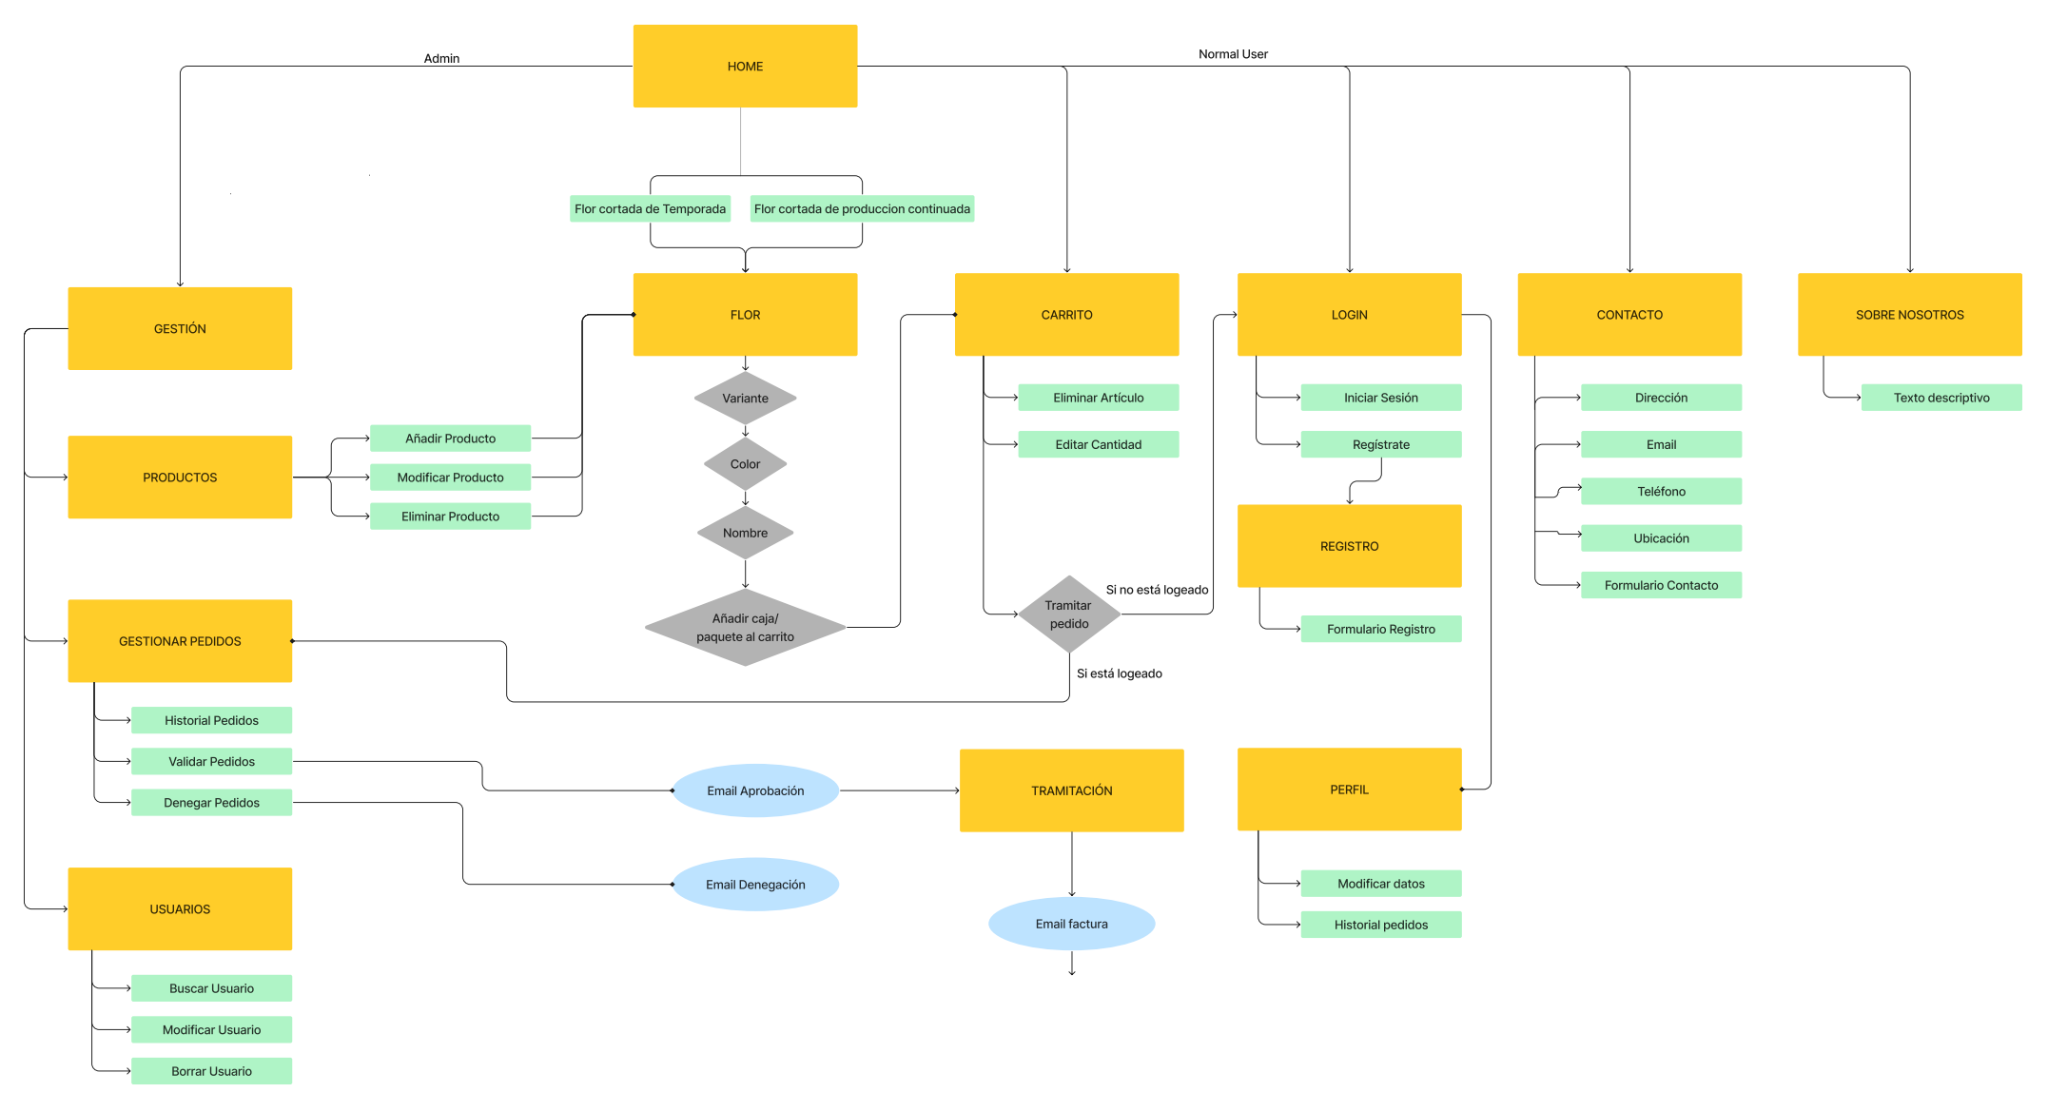 Admin
HOME
Normal User
Flor cortada de Temporada
Flor cortada de produccion continuada
GESTIÓN
FLOR
CARRITO
LOGIN
CONTACTO
SOBRE NOSOTROS
Variante
Eliminar Artículo
Iniciar Sesión
Dirección
Texto descriptivo
PRODUCTOS
Añadir Producto
Modificar Producto
Eliminar Producto
Color
Editar Cantidad
Regístrate
Email
Teléfono
Nombre
REGISTRO
Ubicación
Formulario Contacto
GESTIONAR PEDIDOS
Añadir caja/
paquete al carrito
Tramitar
pedido
Si no está logeado
Formulario Registro
Si está logeado
Historial Pedidos
Validar Pedidos
Denegar Pedidos
Email Aprobación
TRAMITACIÓN
PERFIL
Email Denegación
Modificar datos
USUARIOS
Email factura
Historial pedidos
Buscar Usuario
Modificar Usuario
Borrar Usuario